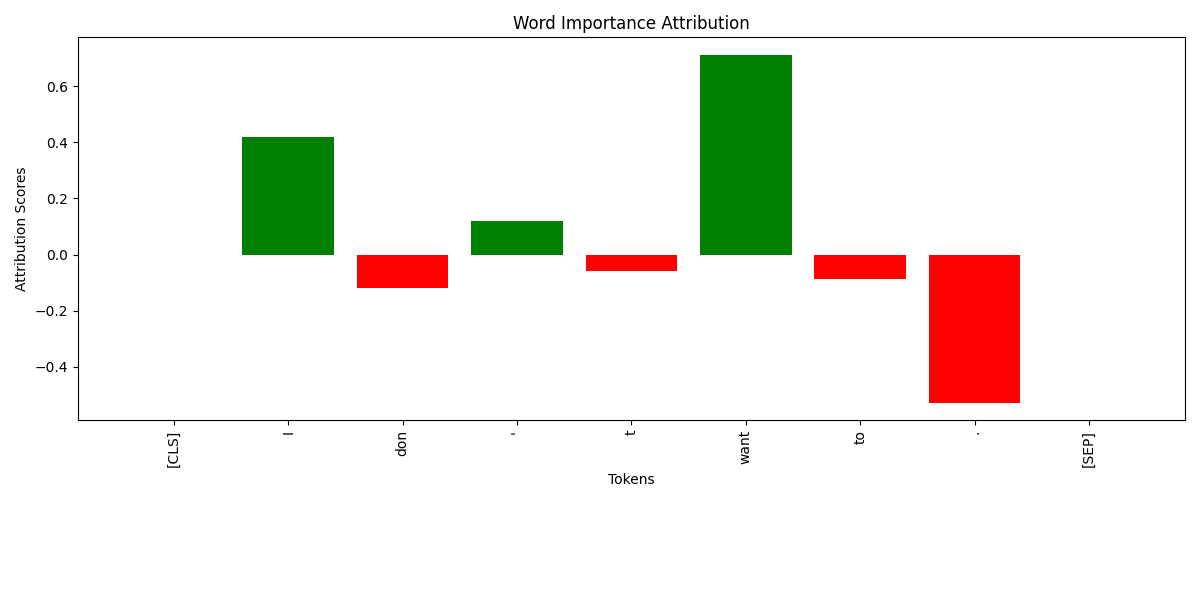 Word Importance Attribution
Attribution Scores
0.6
0.4
0.2
0.0
−0.2
−0.4
[CLS]
I
don
'
t
want
to
.
[SEP]
Tokens